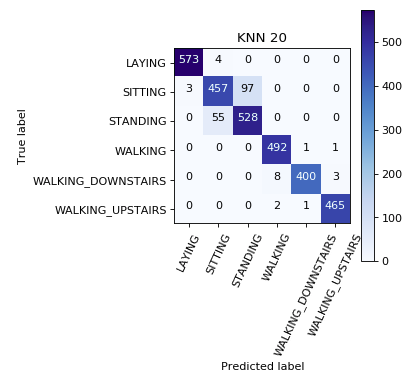 KNN 20
True label
LAYING 573 4 0 0 0 0
SITTING 3 457 97 0 0 0
STANDING 0 55 528 0 0 0
WALKING 0 0 0 492 1 1
WALKING_DOWNSTAIRS 0 0 0 8 400 3
WALKING_UPSTAIRS 0 0 0 2 1 465
LAYING
SITTING
STANDING
WALKING
WALKING_DOWNSTAIRS
WALKING_UPSTAIRS
Predicted label
500
400
300
200
100
0